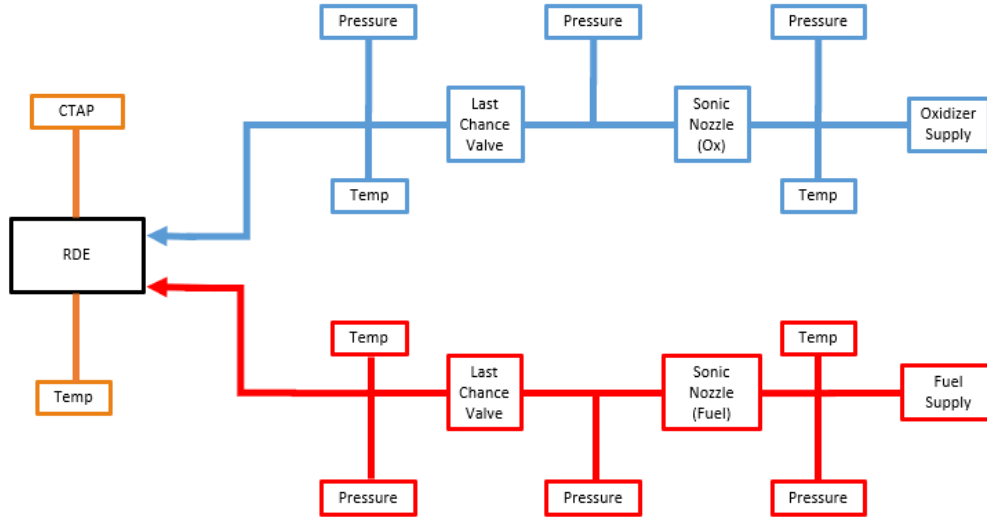 Pressure
Pressure
Pressure
CTAP
Last
Chance
Valve
Sonic
Nozzle
(Ox)
Oxidizer
Supply
Temp
Temp
RDE
Temp
Temp
Last
Chance
Valve
Sonic
Nozzle
(Fuel)
Fuel
Supply
Temp
Pressure
Pressure
Pressure